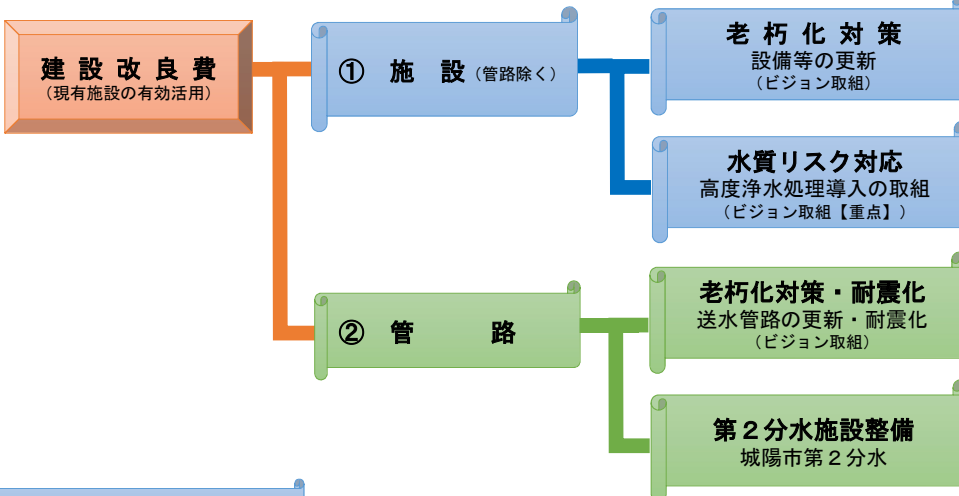 建設改良費
(現有施設の有効活用)
① 施 設 (管路除く)
老朽化対策
設備等の更新
(ビジョン取組)
水質リスク対応
高度浄水処理導入の取組
(ビジョン取組【重点】)
② 管 路
老朽化対策・耐震化
送水管路の更新・耐震化
(ビジョン取組)
第２分水施設整備
城陽市第２分水